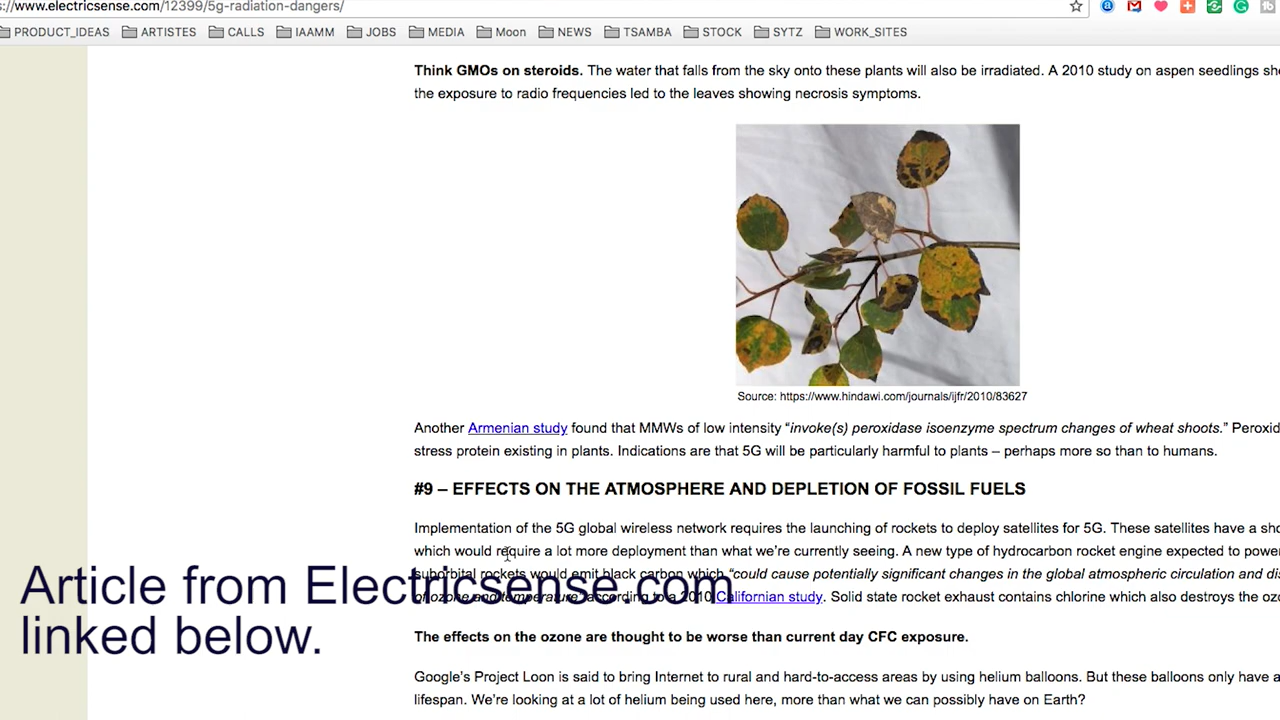 ://www.electricsense.com/12399/5g-radiation-dangers/
PRODUCT_IDEAS ARTISTES CALLS IAAMM JOBS MEDIA Moon NEWS TSAMBA STOCK SYTZ WORK_SITES
Think GMOs on steroids. The water that falls from the sky onto these plants will also be irradiated. A 2010 study on aspen seedlings
the exposure to radio frequencies led to the leaves showing necrosis symptoms.
Source: https://www.hindawi.com/journals/ijfr/2010/83627
Another Armenian study found that MMWs of low intensity “invoke(s) peroxidase isoenzyme spectrum changes of wheat shoots.”
stress protein existing in plants. Indications are that 5G will be particularly harmful to plants – perhaps more so than to humans.
#9 – EFFECTS ON THE ATMOSPHERE AND DEPLETION OF FOSSIL FUELS
Implementation of the 5G global wireless network requires the launching of rockets to deploy satellites for 5G. These satellites have a
which would require a lot more deployment than what we’re currently seeing. A new type of hydrocarbon rocket engine expected to
suborbital rockets would emit black carbon which “could cause potentially significant changes in the global atmospheric circulation and
of ozone and temperature” according to a 2010 Californian study. Solid state rocket exhaust contains chlorine which also destroys the
The effects on the ozone are thought to be worse than current day CFC exposure.
Google’s Project Loon is said to bring Internet to rural and hard-to-access areas by using helium balloons. But these balloons only have a
lifespan. We’re looking at a lot of helium being used here, more than what we can possibly have on Earth?
Article from Electricsense.com
linked below.